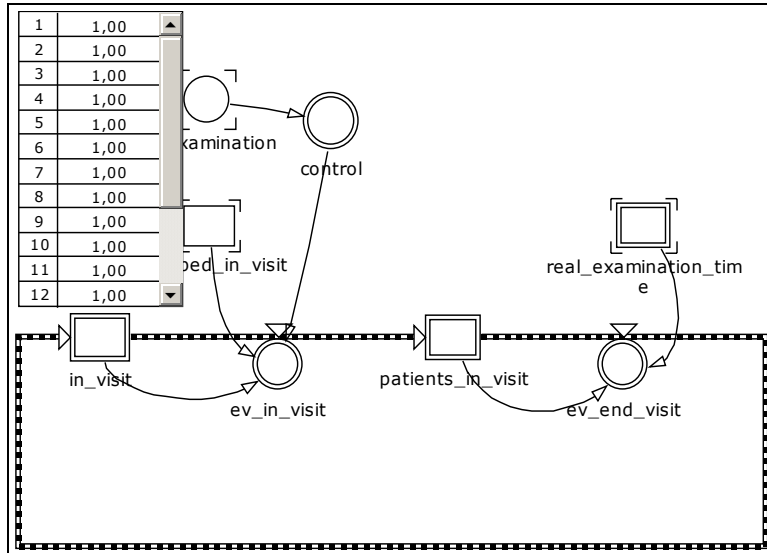 1 1,00
2 1,00
3 1,00
4 1,00
5 1,00
6 1,00
7 1,00
8 1,00
9 1,00
10 1,00
11 1,00
12 1,00
xamination
control
bed_in_visit
real_examination_tim
e
in_visit
ev_in_visit
patients_in_visit
ev_end_visit